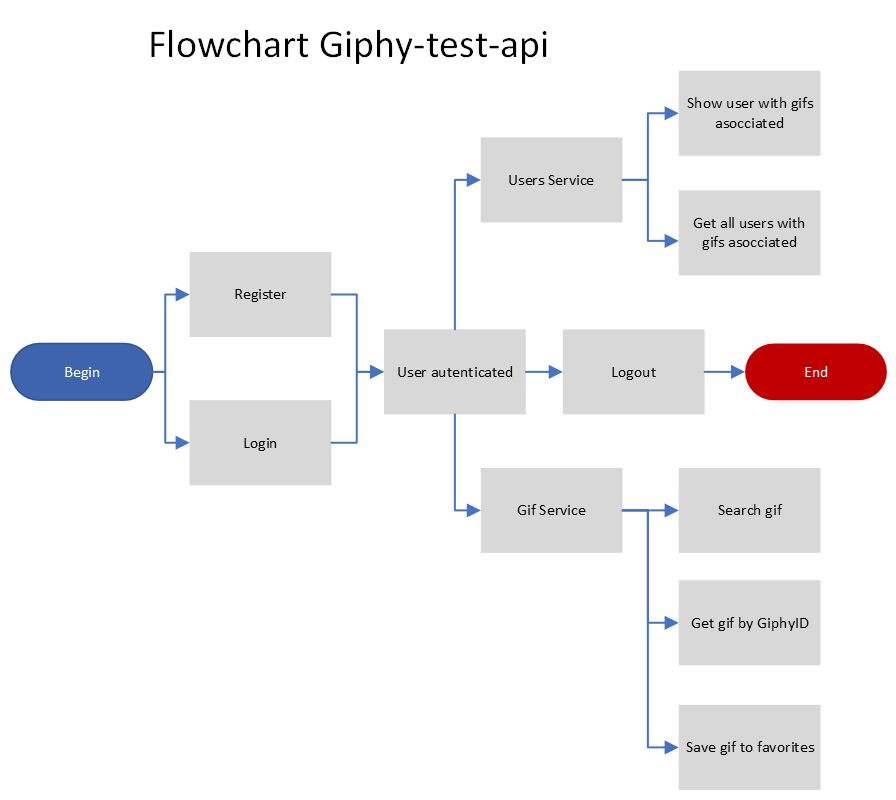 Flowchart Giphy-test-api
Show user with gifs
asocciated
Users Service
Get all users with
gifs asocciated
Register
Begin
User autenticated
Logout
End
Login
Gif Service
Search gif
Get gif by GiphyID
Save gif to favorites